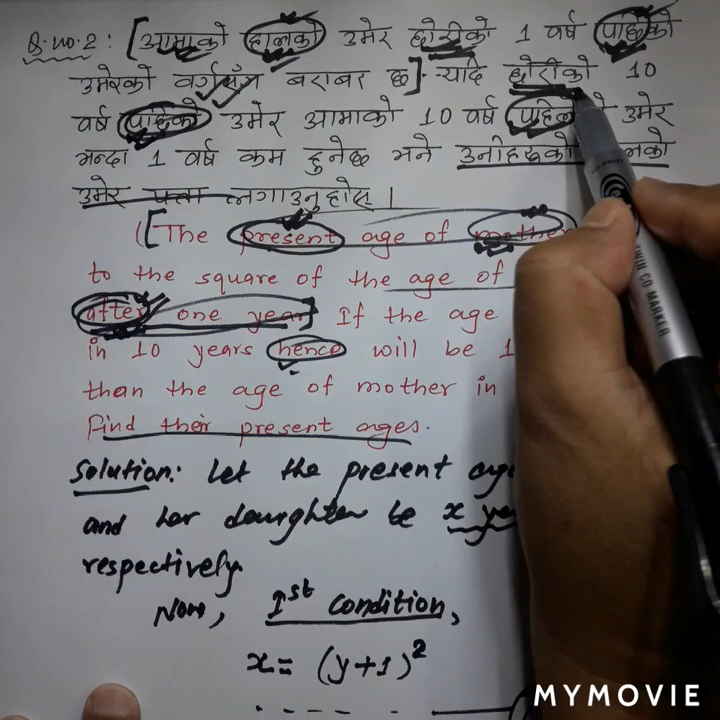 Q.no.2: [आमाको हालको उमेर छोरीको 1 वर्ष पछिको
उमेरको वर्गसँग बराबर छ]. यदि छोरीको 10
वर्ष पछिको उमेर आमाको 10 वर्ष उमेर
भन्दा 1 वर्ष कम हुनेछ भने उनीहरूको
उमेर पत्ता लगाउनुहोस् ।
([The present age of mother
to the square of the age of
after one year] If the age
in 10 years hence will be 1
than the age of mother in
find their present ages.
Solution: Let the present age
and her daughter be x
respectively.
Now, Ist condition,
x = (y+1)²
MYMOVIE
TWIN CD MARKER